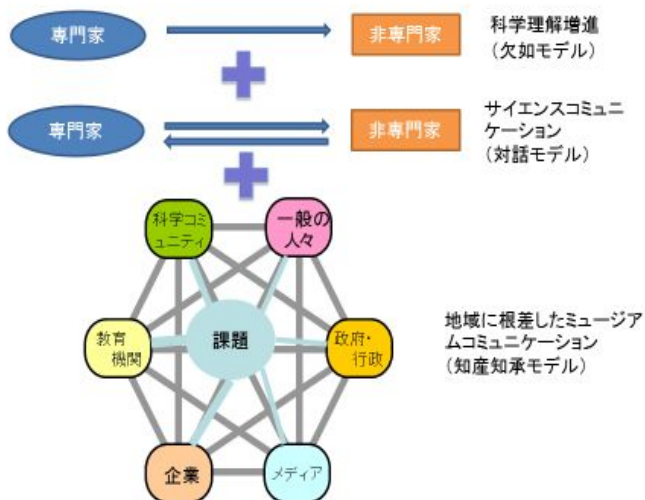 専門家
非専門家
科学理解増進
(欠如モデル)
専門家
非専門家
サイエンスコミュニ
ケーション
(対話モデル)
科学コミ
ュニティ
一般の
人々
教育
機関
課題
政府・
行政
地域に根差したミュージア
ムコミュニケーション
(知産知承モデル)
企業
メディア